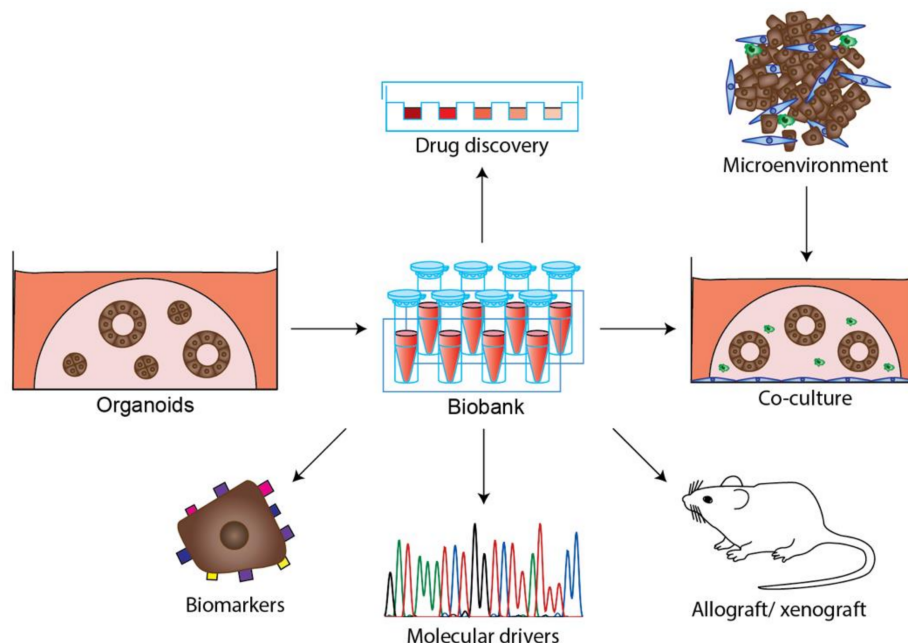 Drug discovery
Microenvironment
Organoids
Biobank
Co-culture
Biomarkers
Molecular drivers
Allograft/ xenograft